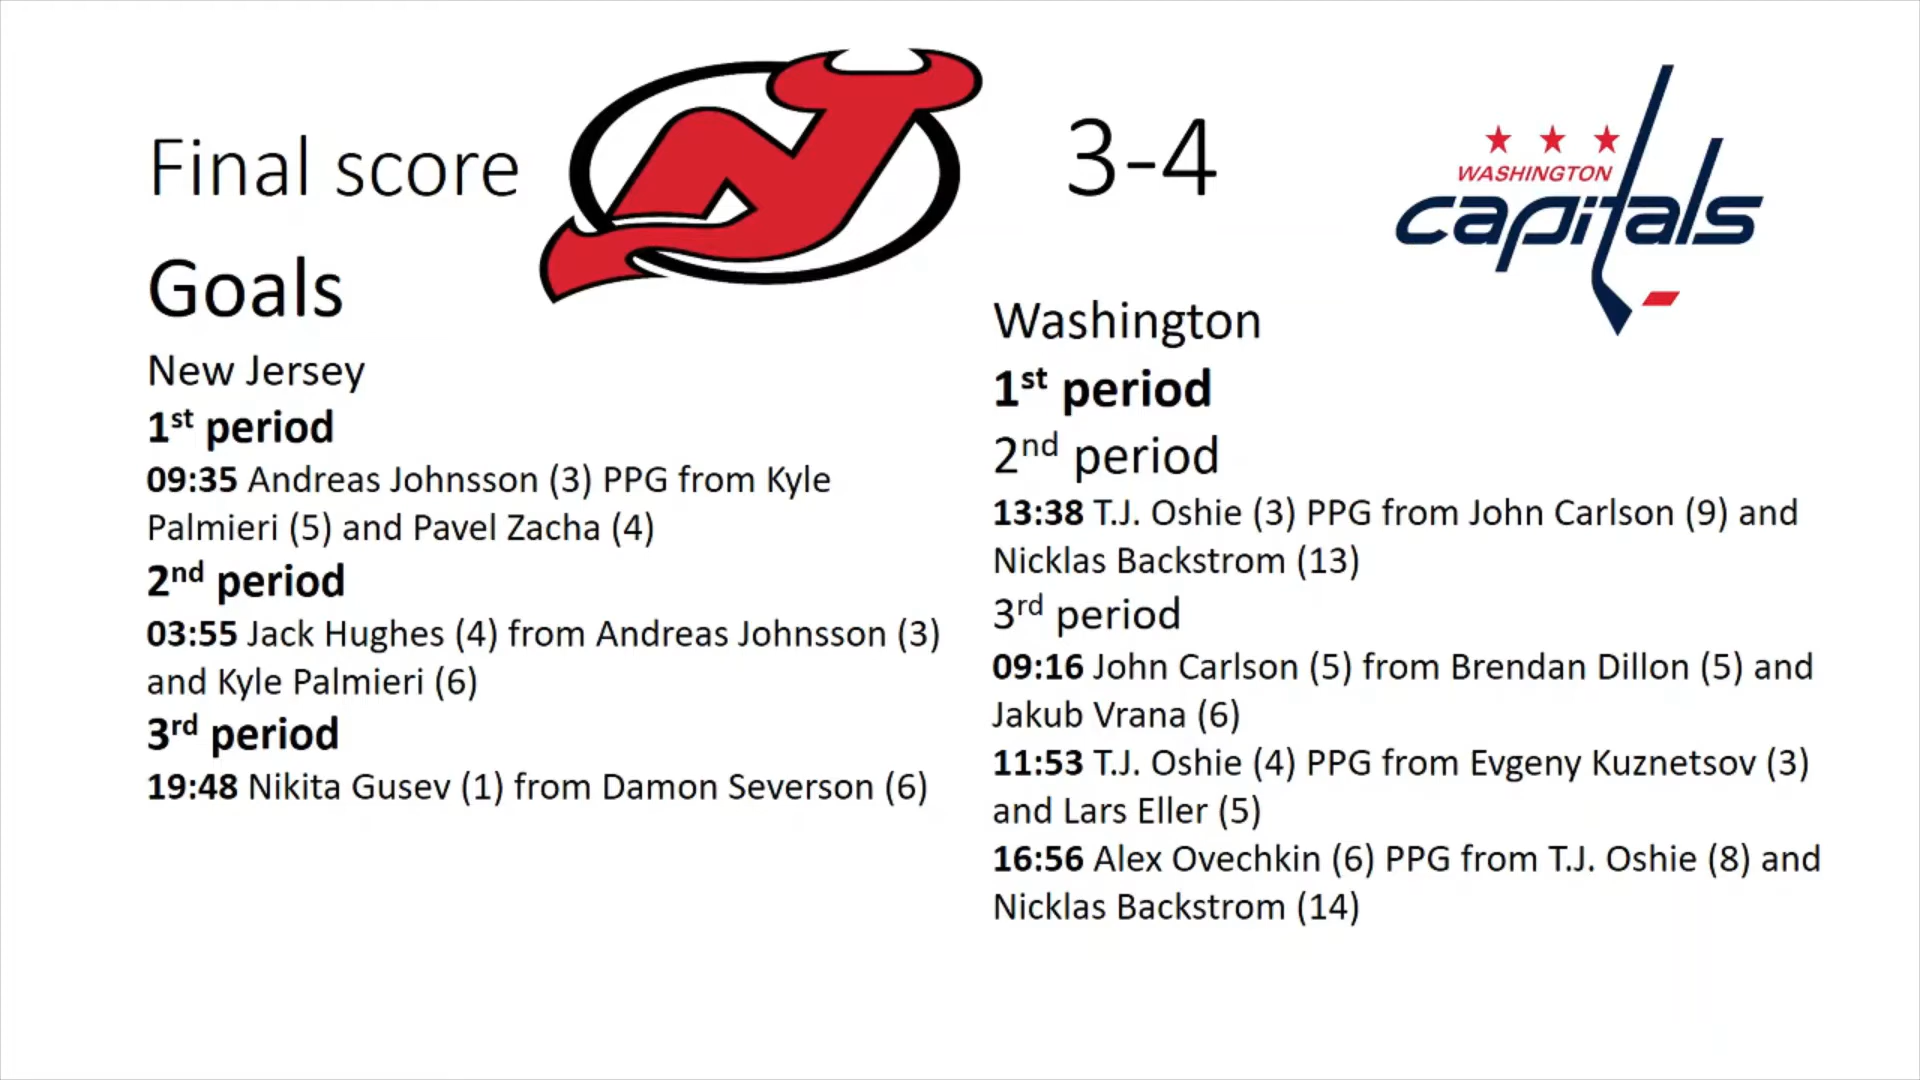 Final score
3-4
WASHINGTON
capitals
Goals
New Jersey
1st period
09:35 Andreas Johnsson (3) PPG from Kyle
Palmieri (5) and Pavel Zacha (4)
2nd period
03:55 Jack Hughes (4) from Andreas Johnsson (3)
and Kyle Palmieri (6)
3rd period
19:48 Nikita Gusev (1) from Damon Severson (6)
Washington
1st period
2nd period
13:38 T.J. Oshie (3) PPG from John Carlson (9) and
Nicklas Backstrom (13)
3rd period
09:16 John Carlson (5) from Brendan Dillon (5) and
Jakub Vrana (6)
11:53 T.J. Oshie (4) PPG from Evgeny Kuznetsov (3)
and Lars Eller (5)
16:56 Alex Ovechkin (6) PPG from T.J. Oshie (8) and
Nicklas Backstrom (14)